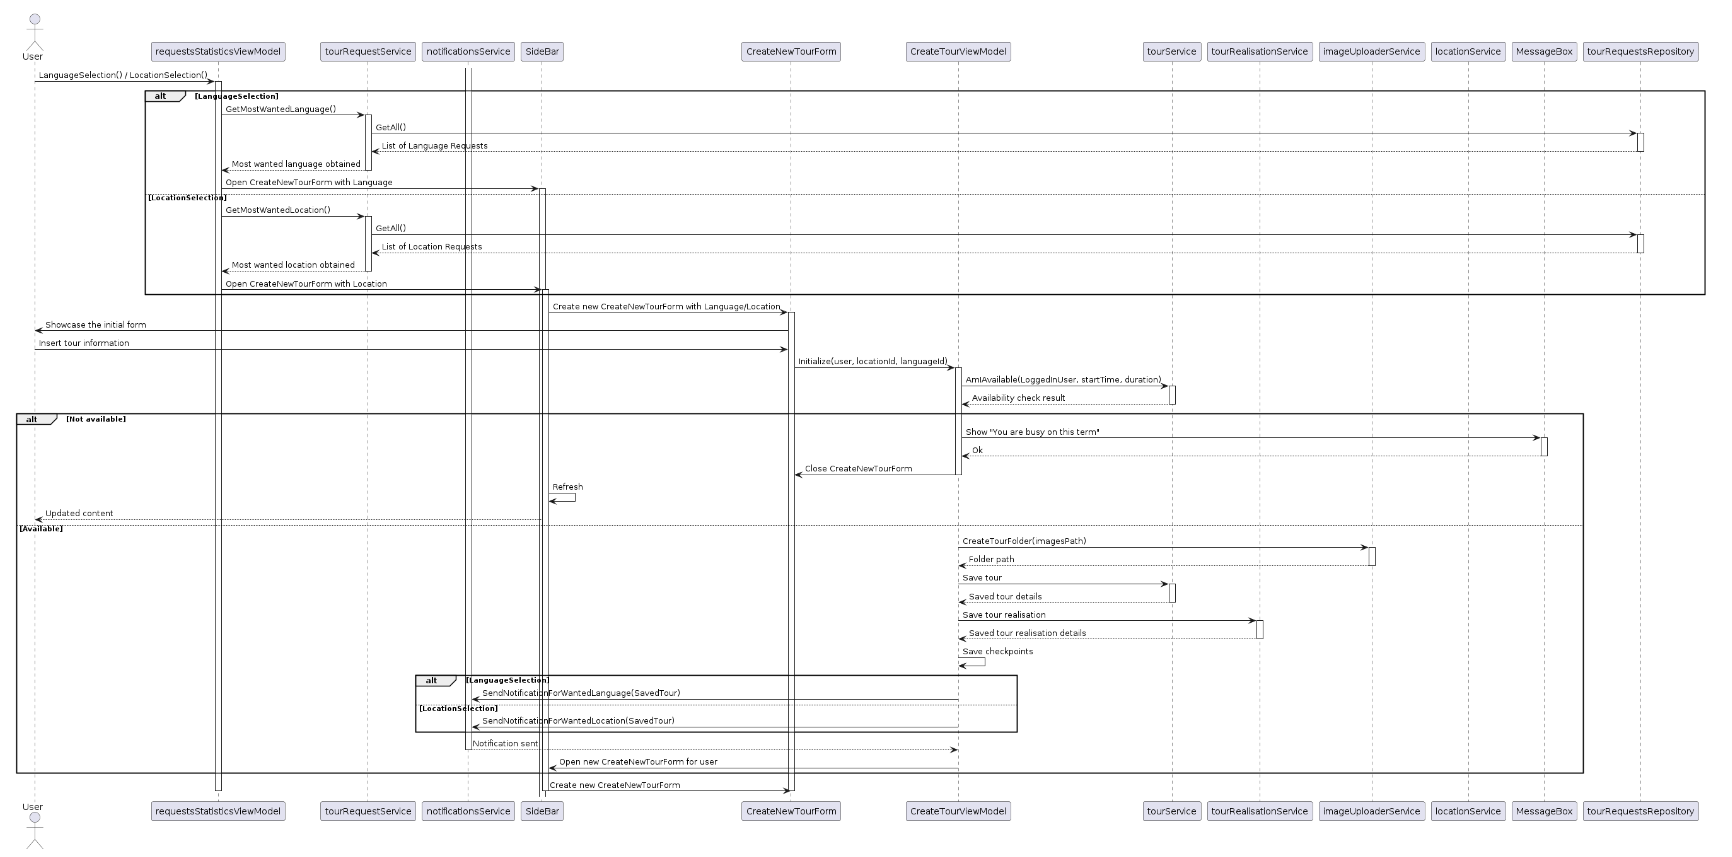 User
requestsStatisticsViewModel
tourRequestService
notificationsService
SideBar
CreateNewTourForm
CreateTourViewModel
tourService
tourRealisationService
imageUploaderService
locationService
MessageBox
tourRequestsRepository
LanguageSelection() / LocationSelection()
alt [LanguageSelection]
GetMostWantedLanguage()
GetAll()
List of Language Requests
Most wanted language obtained
Open CreateNewTourForm with Language
[LocationSelection]
GetMostWantedLocation()
GetAll()
List of Location Requests
Most wanted location obtained
Open CreateNewTourForm with Location
Create new CreateNewTourForm with Language/Location
Showcase the initial form
Insert tour information
Initialize(user, locationId, languageId)
AmIAvailable(LoggedInUser, startTime, duration)
Availability check result
alt [Not available]
Show "You are busy on this term"
Ok
Close CreateNewTourForm
Refresh
Updated content
[Available]
CreateTourFolder(imagesPath)
Folder path
Save tour
Saved tour details
Save tour realisation
Saved tour realisation details
Save checkpoints
alt [LanguageSelection]
SendNotificationForWantedLanguage(SavedTour)
[LocationSelection]
SendNotificationForWantedLocation(SavedTour)
Notification sent
Open new CreateNewTourForm for user
Create new CreateNewTourForm
User
requestsStatisticsViewModel
tourRequestService
notificationsService
SideBar
CreateNewTourForm
CreateTourViewModel
tourService
tourRealisationService
imageUploaderService
locationService
MessageBox
tourRequestsRepository